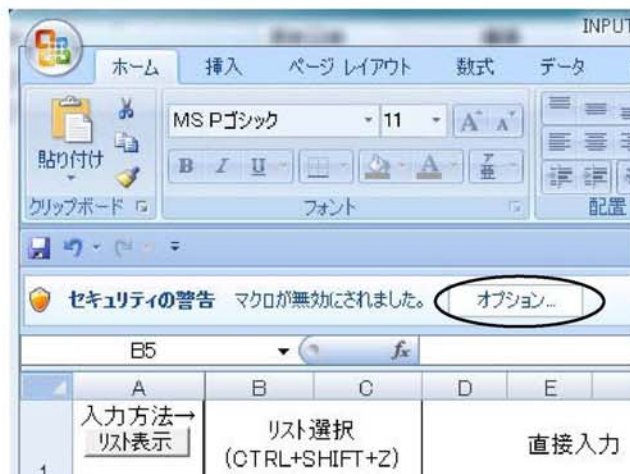 INPUT
ホーム 挿入 ページ レイアウト 数式 データ
貼り付け MS Pゴシック 11 A A
B I U A ア亜
クリップボード フォント 配置
セキュリティの警告 マクロが無効にされました。 オプション...
B5 fx
A B C D E
入力方法→ リスト選択 直接入力
リスト表示 (CTRL+SHIFT+Z)
1